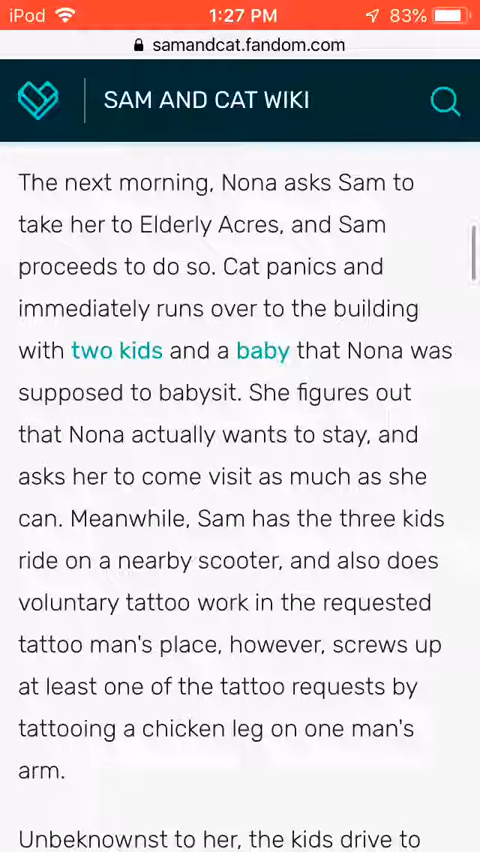 iPod 1:27 PM 83%
samandcat.fandom.com
SAM AND CAT WIKI
The next morning, Nona asks Sam to
take her to Elderly Acres, and Sam
proceeds to do so. Cat panics and
immediately runs over to the building
with two kids and a baby that Nona was
supposed to babysit. She figures out
that Nona actually wants to stay, and
asks her to come visit as much as she
can. Meanwhile, Sam has the three kids
ride on a nearby scooter, and also does
voluntary tattoo work in the requested
tattoo man's place, however, screws up
at least one of the tattoo requests by
tattooing a chicken leg on one man's
arm.
Unbeknownst to her, the kids drive to